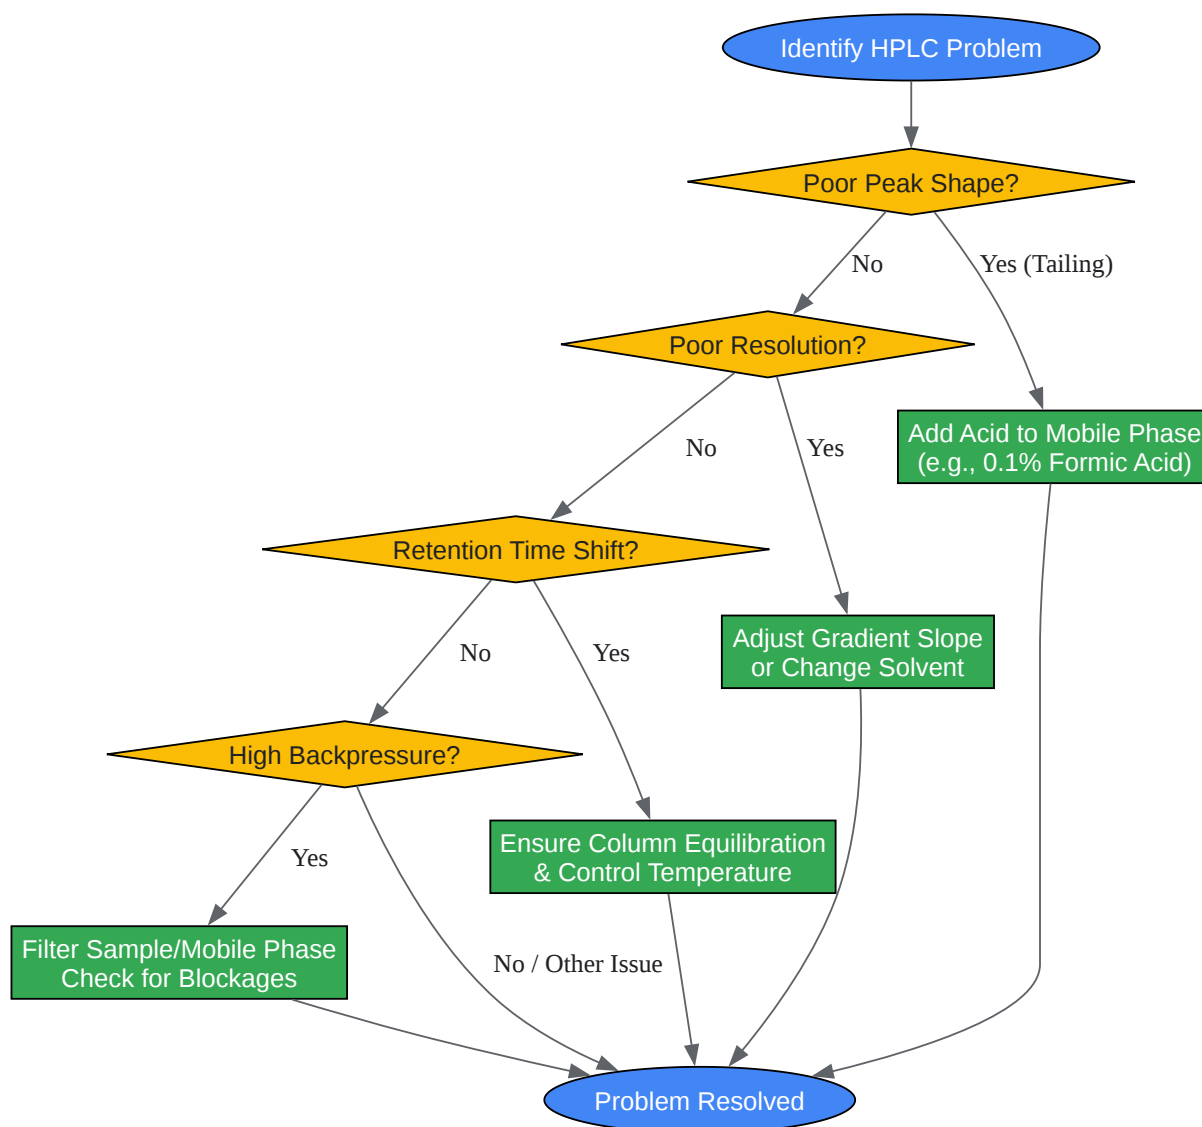 Identify HPLC Problem
Poor Peak Shape?
No
Yes (Tailing)
Poor Resolution?
Add Acid to Mobile Phase
(e.g., 0.1% Formic Acid)
No
Yes
Retention Time Shift?
Adjust Gradient Slope
or Change Solvent
No
Yes
High Backpressure?
Ensure Column Equilibration
& Control Temperature
Yes
No / Other Issue
Filter Sample/Mobile Phase
Check for Blockages
Problem Resolved